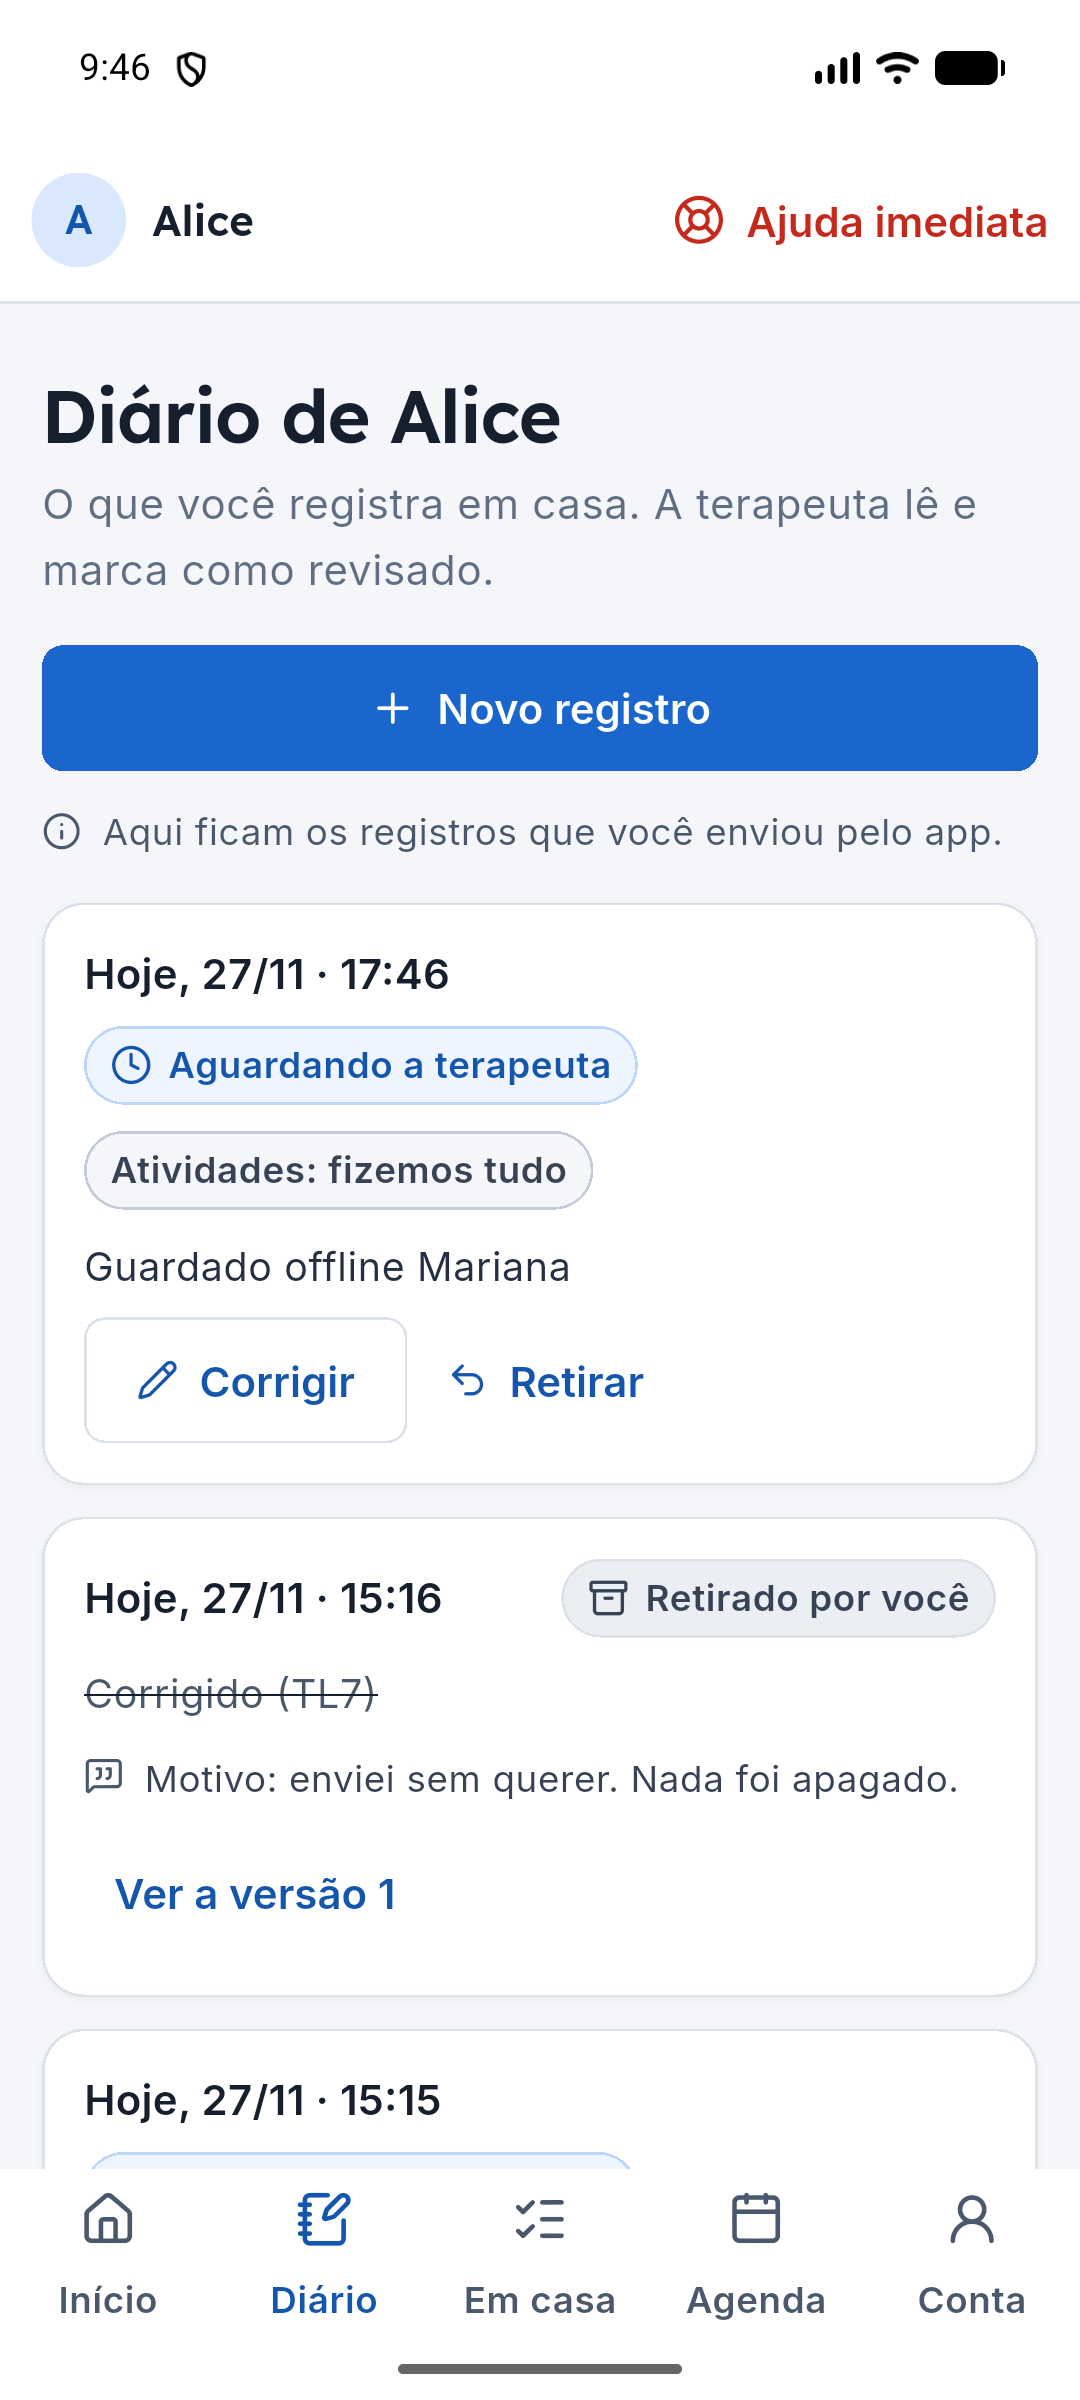 9:46
A
Alice
Ajuda imediata
Diário de Alice
O que você registra em casa. A terapeuta lê e
marca como revisado.
Novo registro
Aqui ficam os registros que você enviou pelo app.
Hoje, 27/11 · 17:46
Aguardando a terapeuta
Atividades: fizemos tudo
Guardado offline Mariana
Corrigir
Retirar
Hoje, 27/11 · 15:16
Retirado por você
Corrigido (TL7)
Motivo: enviei sem querer. Nada foi apagado.
Ver a versão 1
Hoje, 27/11 · 15:15
Início
Diário
Em casa
Agenda
Conta